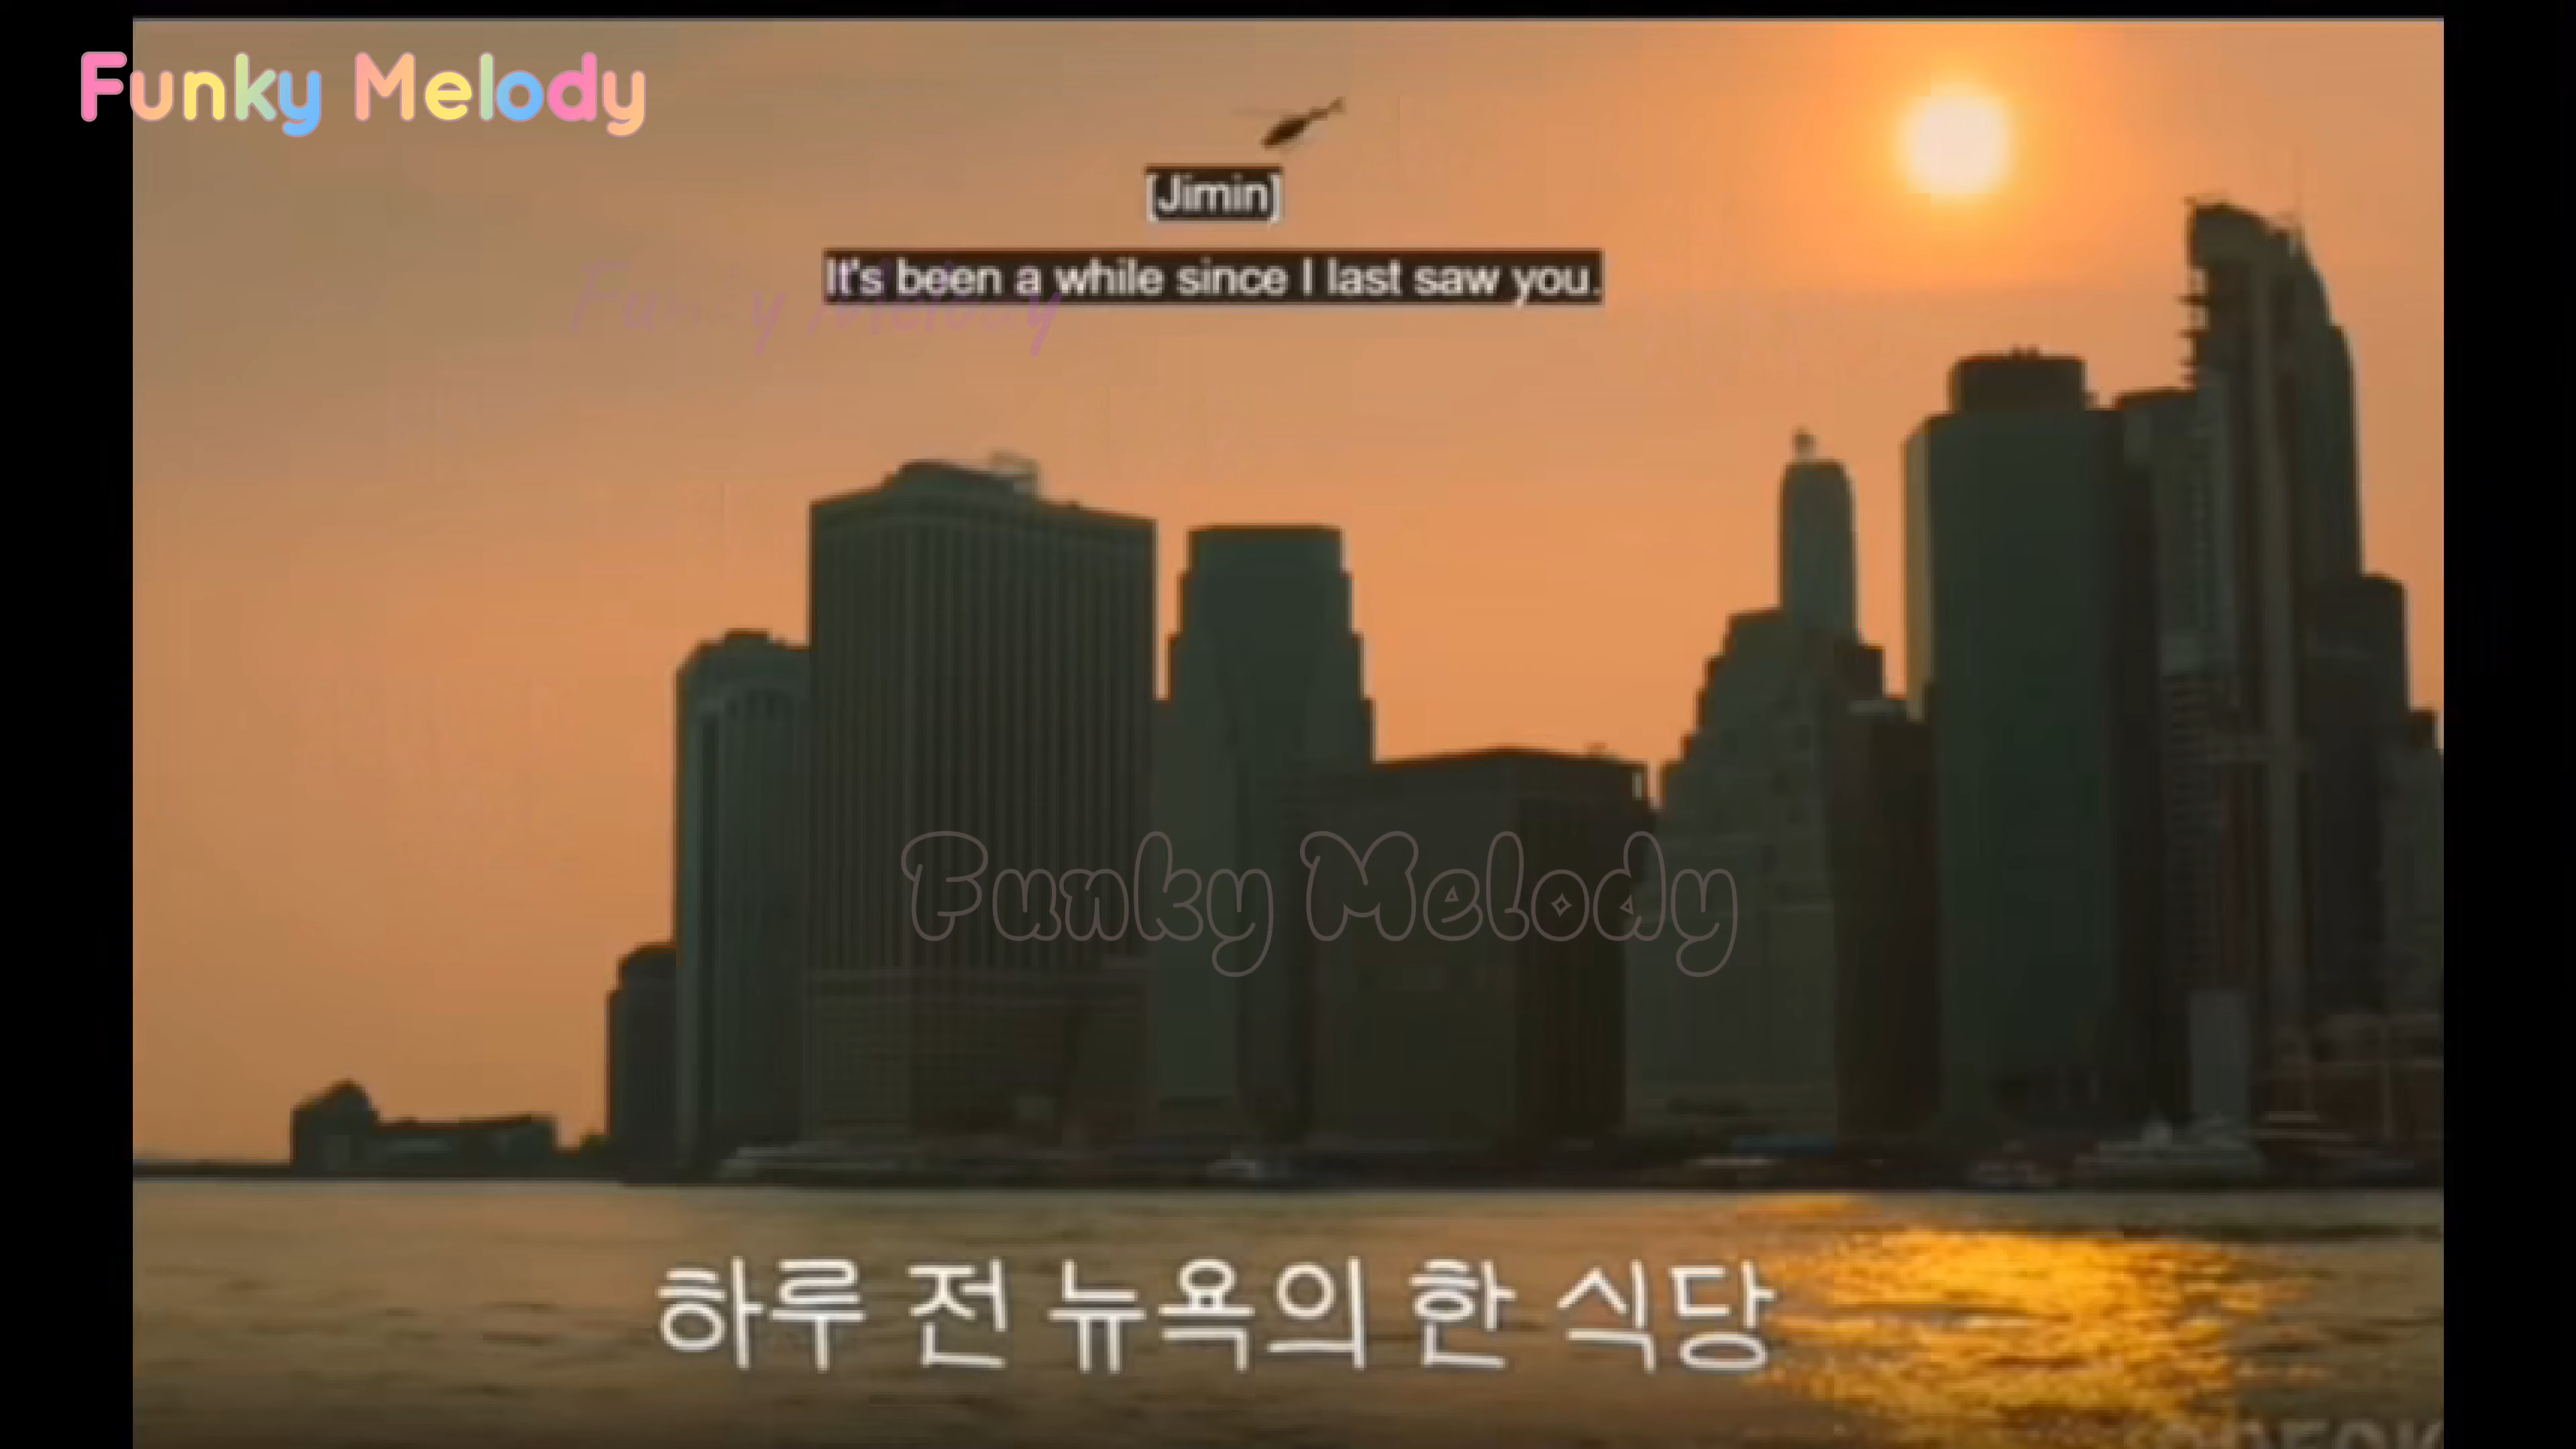 Funky Melody
[Jimin]
It's been a while since I last saw you.
Funky Melody
Funky Melody
하루 전 뉴욕의 한 식당